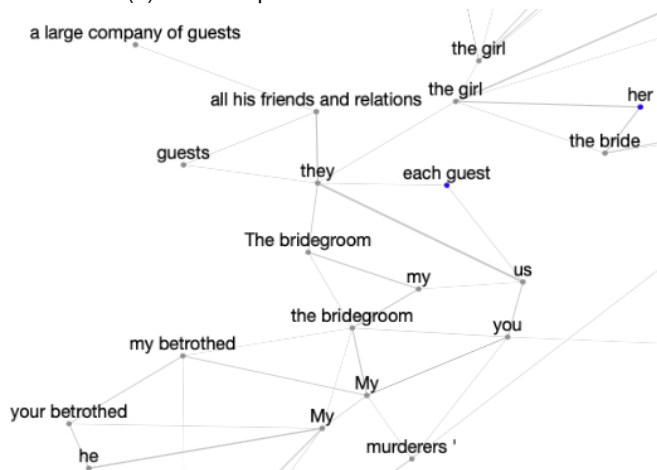 a large company of guests
the girl
the girl
all his friends and relations
her
the bride
guests
they
each guest
The bridegroom
my
us
the bridegroom
you
my betrothed
My
your betrothed
My
he
murderers '